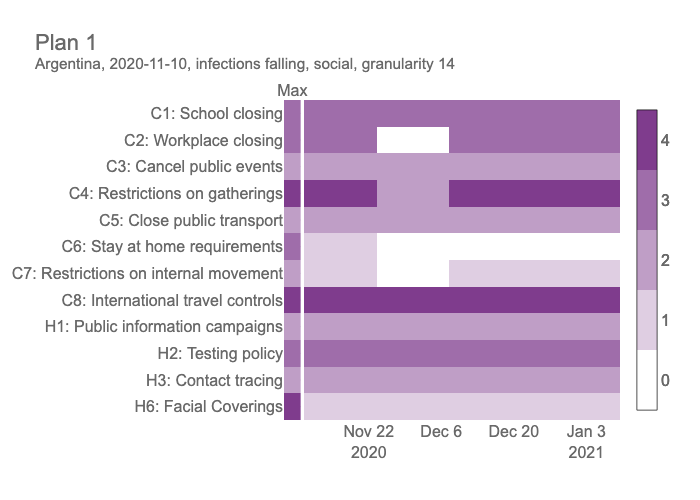 Plan 1
Argentina, 2020-11-10, infections falling, social, granularity 14
Max
C1: School closing
C2: Workplace closing
C3: Cancel public events
C4: Restrictions on gatherings
C5: Close public transport
C6: Stay at home requirements
C7: Restrictions on internal movement
C8: International travel controls
H1: Public information campaigns
H2: Testing policy
H3: Contact tracing
H6: Facial Coverings
4
3
2
1
0
Nov 22 Dec 6 Dec 20 Jan 3
2020 2021